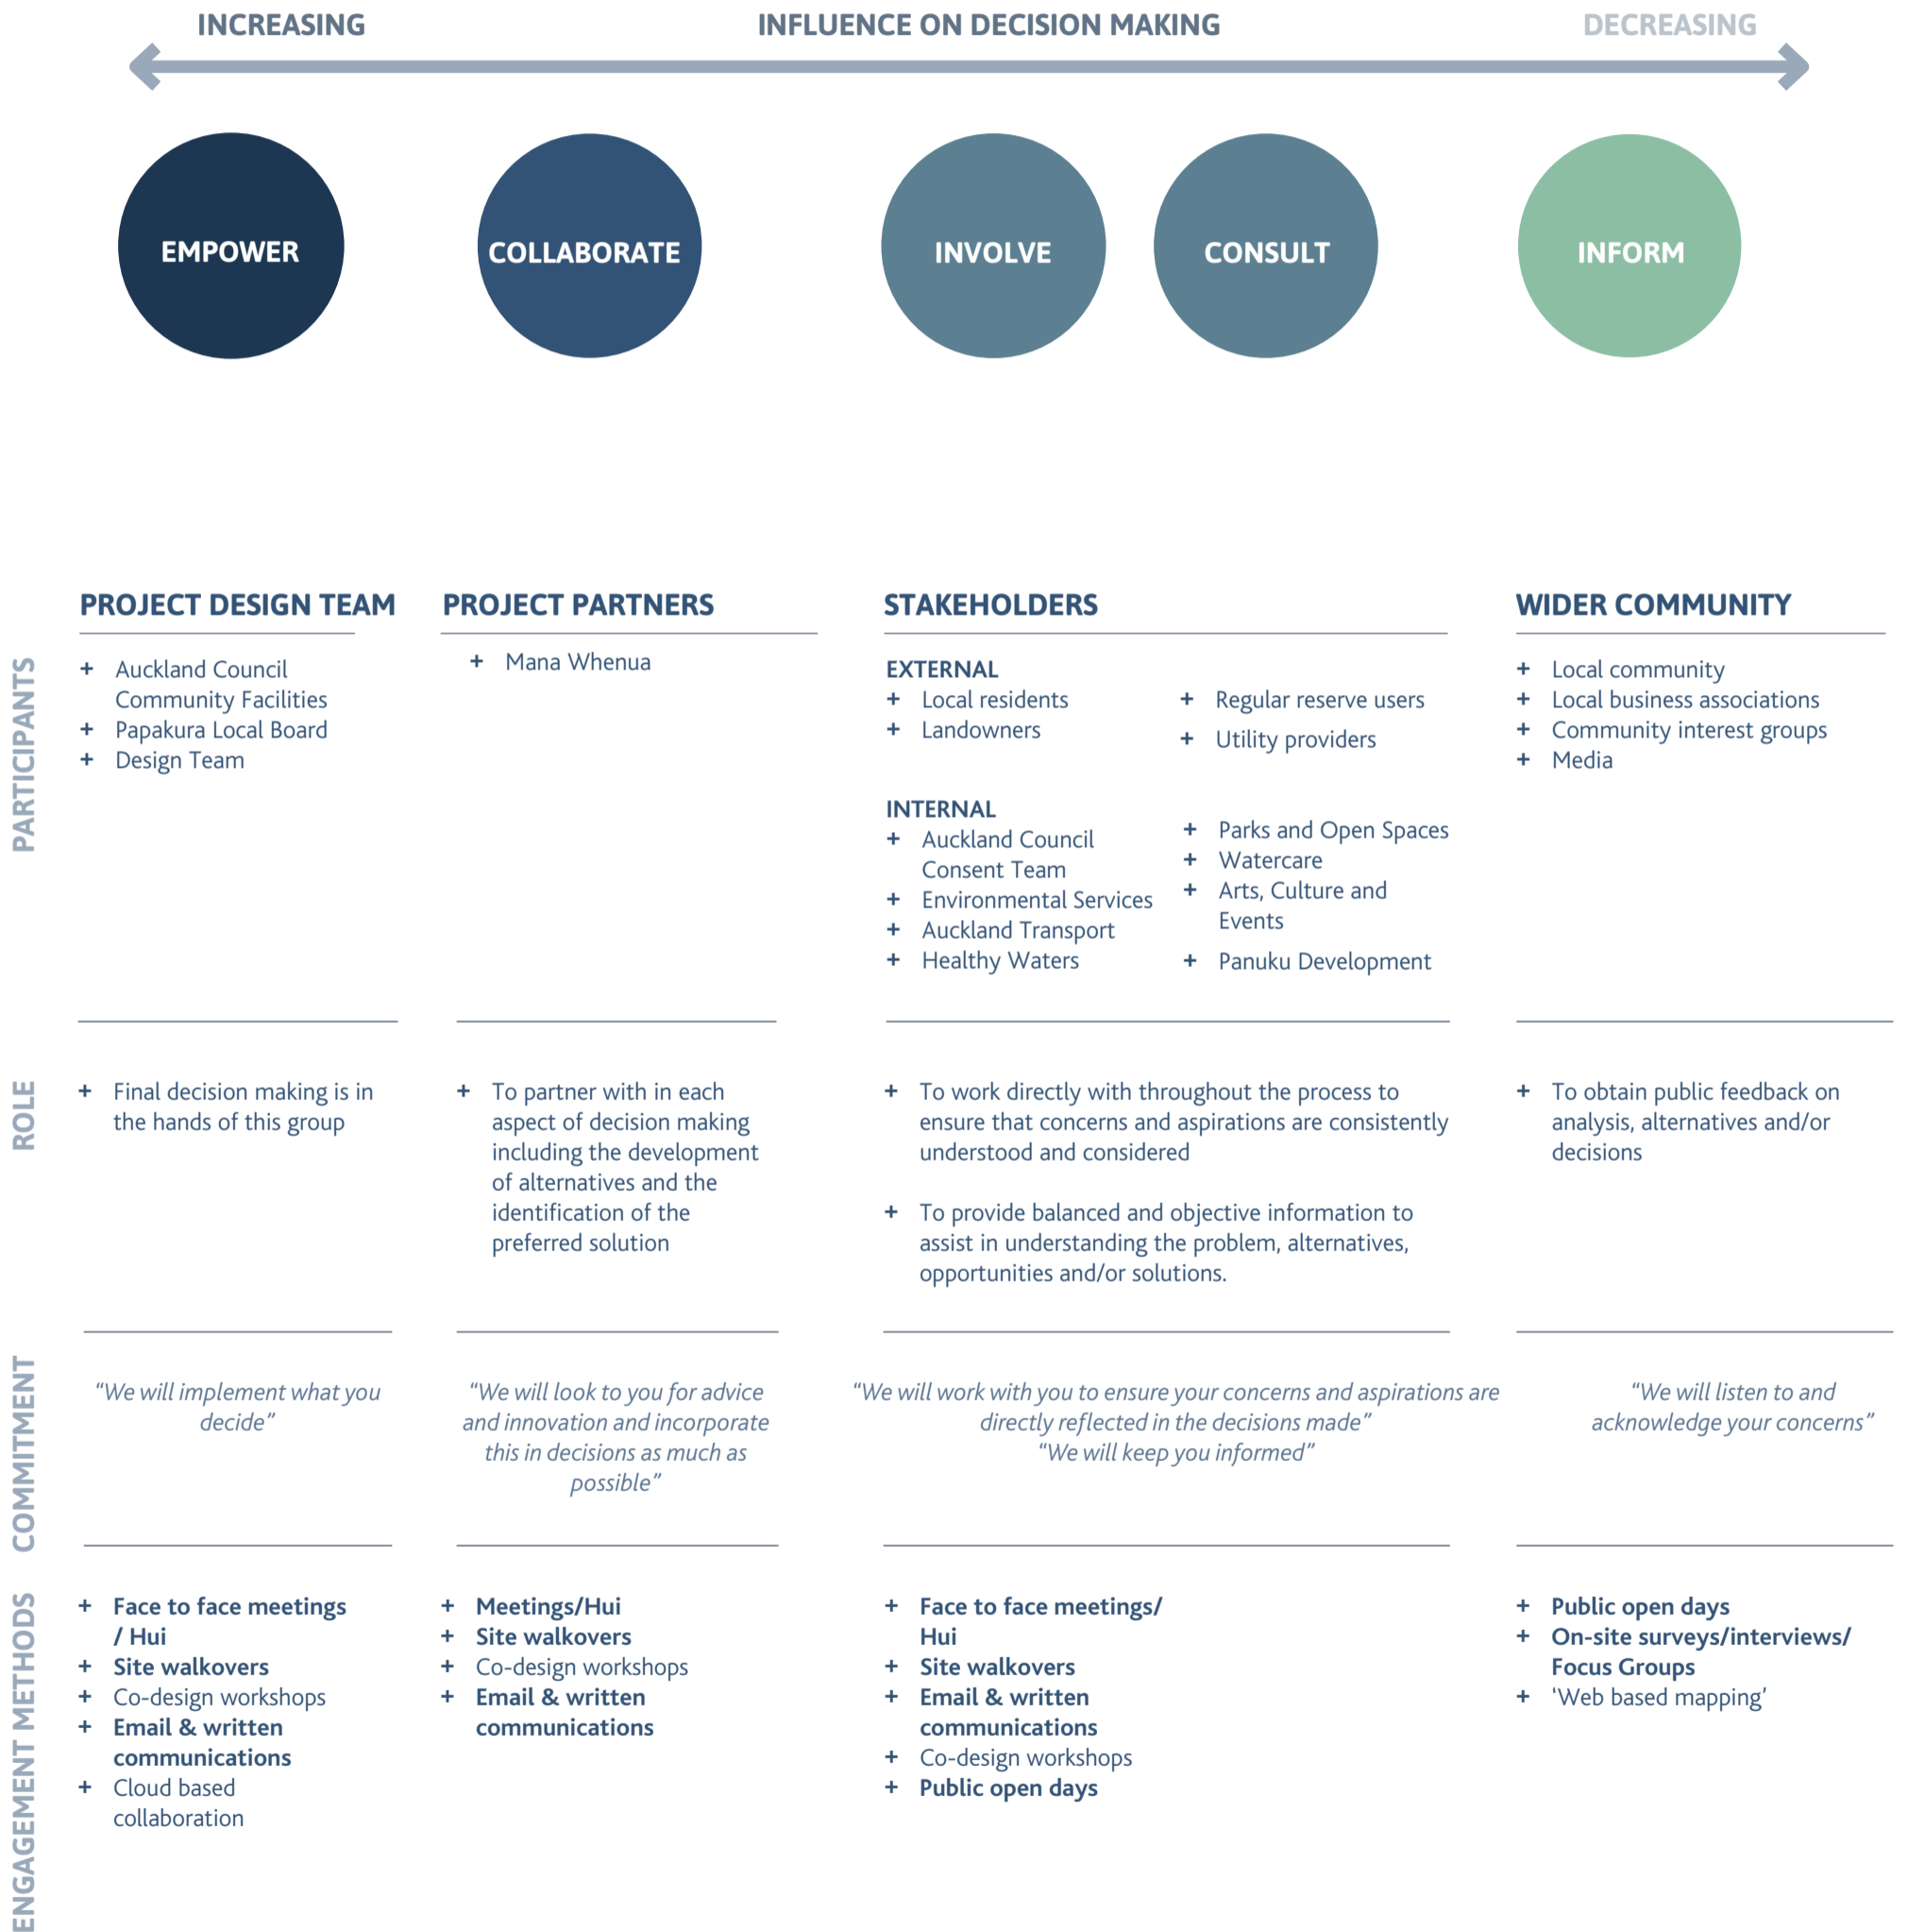 INCREASING
INFLUENCE ON DECISION MAKING
DECREASING
EMPOWER
COLLABORATE
INVOLVE
CONSULT
INFORM
PARTICIPANTS
PROJECT DESIGN TEAM
+ Auckland Council
Community Facilities
+ Papakura Local Board
+ Design Team
PROJECT PARTNERS
+ Mana Whenua
STAKEHOLDERS
EXTERNAL
+ Local residents
+ Landowners
+ Regular reserve users
+ Utility providers
INTERNAL
+ Auckland Council
Consent Team
+ Environmental Services
+ Auckland Transport
+ Healthy Waters
+ Parks and Open Spaces
+ Watercare
+ Arts, Culture and
Events
+ Panuku Development
WIDER COMMUNITY
+ Local community
+ Local business associations
+ Community interest groups
+ Media
ROLE
+ Final decision making is in
the hands of this group
+ To partner with in each
aspect of decision making
including the development
of alternatives and the
identification of the
preferred solution
+ To work directly with throughout the process to
ensure that concerns and aspirations are consistently
understood and considered
+ To provide balanced and objective information to
assist in understanding the problem, alternatives,
opportunities and/or solutions.
+ To obtain public feedback on
analysis, alternatives and/or
decisions
COMMITMENT
“We will implement what you
decide”
“We will look to you for advice
and innovation and incorporate
this in decisions as much as
possible”
“We will work with you to ensure your concerns and aspirations are
directly reflected in the decisions made”
“We will keep you informed”
“We will listen to and
acknowledge your concerns”
ENGAGEMENT METHODS
+ Face to face meetings
/ Hui
+ Site walkovers
+ Co-design workshops
+ Email & written
communications
+ Cloud based
collaboration
+ Meetings/Hui
+ Site walkovers
+ Co-design workshops
+ Email & written
communications
+ Face to face meetings/
Hui
+ Site walkovers
+ Email & written
communications
+ Co-design workshops
+ Public open days
+ Public open days
+ On-site surveys/interviews/
Focus Groups
+ ‘Web based mapping’